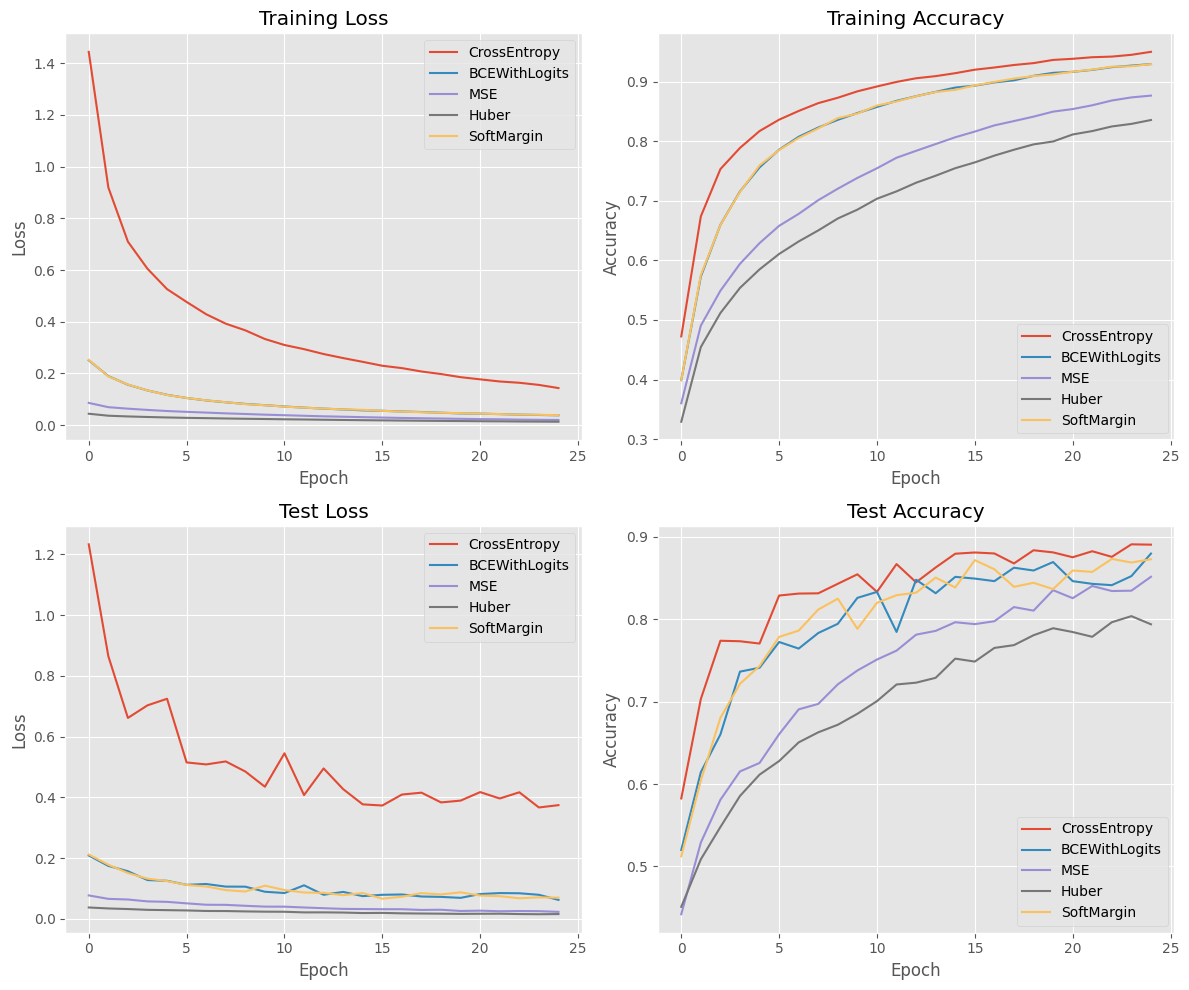 Training Loss
Loss
1.4
1.2
1.0
0.8
0.6
0.4
0.2
0.0
CrossEntropy
BCEWithLogits
MSE
Huber
SoftMargin
0 5 10 15 20 25
Epoch
Training Accuracy
Accuracy
0.9
0.8
0.7
0.6
0.5
0.4
0.3
CrossEntropy
BCEWithLogits
MSE
Huber
SoftMargin
0 5 10 15 20 25
Epoch
Test Loss
Loss
1.2
1.0
0.8
0.6
0.4
0.2
0.0
CrossEntropy
BCEWithLogits
MSE
Huber
SoftMargin
0 5 10 15 20 25
Epoch
Test Accuracy
Accuracy
0.9
0.8
0.7
0.6
0.5
CrossEntropy
BCEWithLogits
MSE
Huber
SoftMargin
0 5 10 15 20 25
Epoch